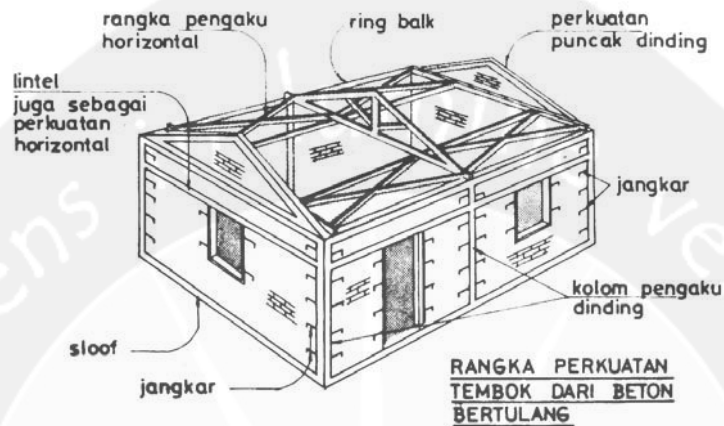 rangka pengaku
horizontal
ring balk
perkuatan
puncak dinding
lintel
juga sebagai
perkuatan
horizontal
jangkar
kolom pengaku
dinding
sloof
jangkar
RANGKA PERKUATAN
TEMBOK DARI BETON
BERTULANG